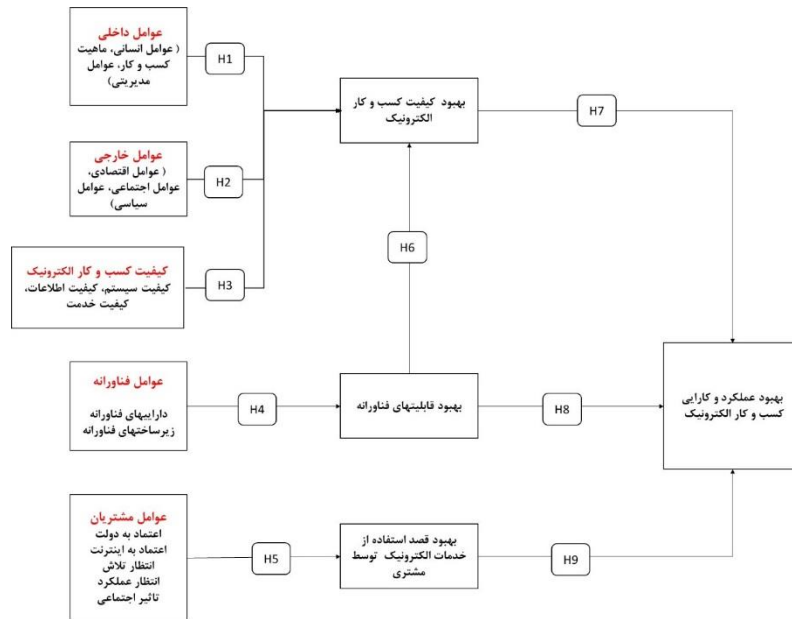 عوامل داخلی
( عوامل انسانی، ماهیت
کسب و کار، عوامل
مدیریتی)
H1
بهبود کیفیت کسب و کار
الکترونیک
H7
عوامل خارجی
( عوامل اقتصادی،
عوامل اجتماعی، عوامل
سیاسی)
H2
H6
کیفیت کسب و کار الکترونیک
کیفیت سیستم، کیفیت اطلاعات،
کیفیت خدمت
H3
عوامل فناورانه
داراییهای فناورانه
زیرساختهای فناورانه
H4
بهبود قابلیتهای فناورانه
H8
بهبود عملکرد و کارایی
کسب و کار الکترونیک
عوامل مشتریان
اعتماد به دولت
اعتماد به اینترنت
انتظار تلاش
انتظار عملکرد
تاثیر اجتماعی
H5
بهبود قصد استفاده از
خدمات الکترونیک توسط
مشتری
H9